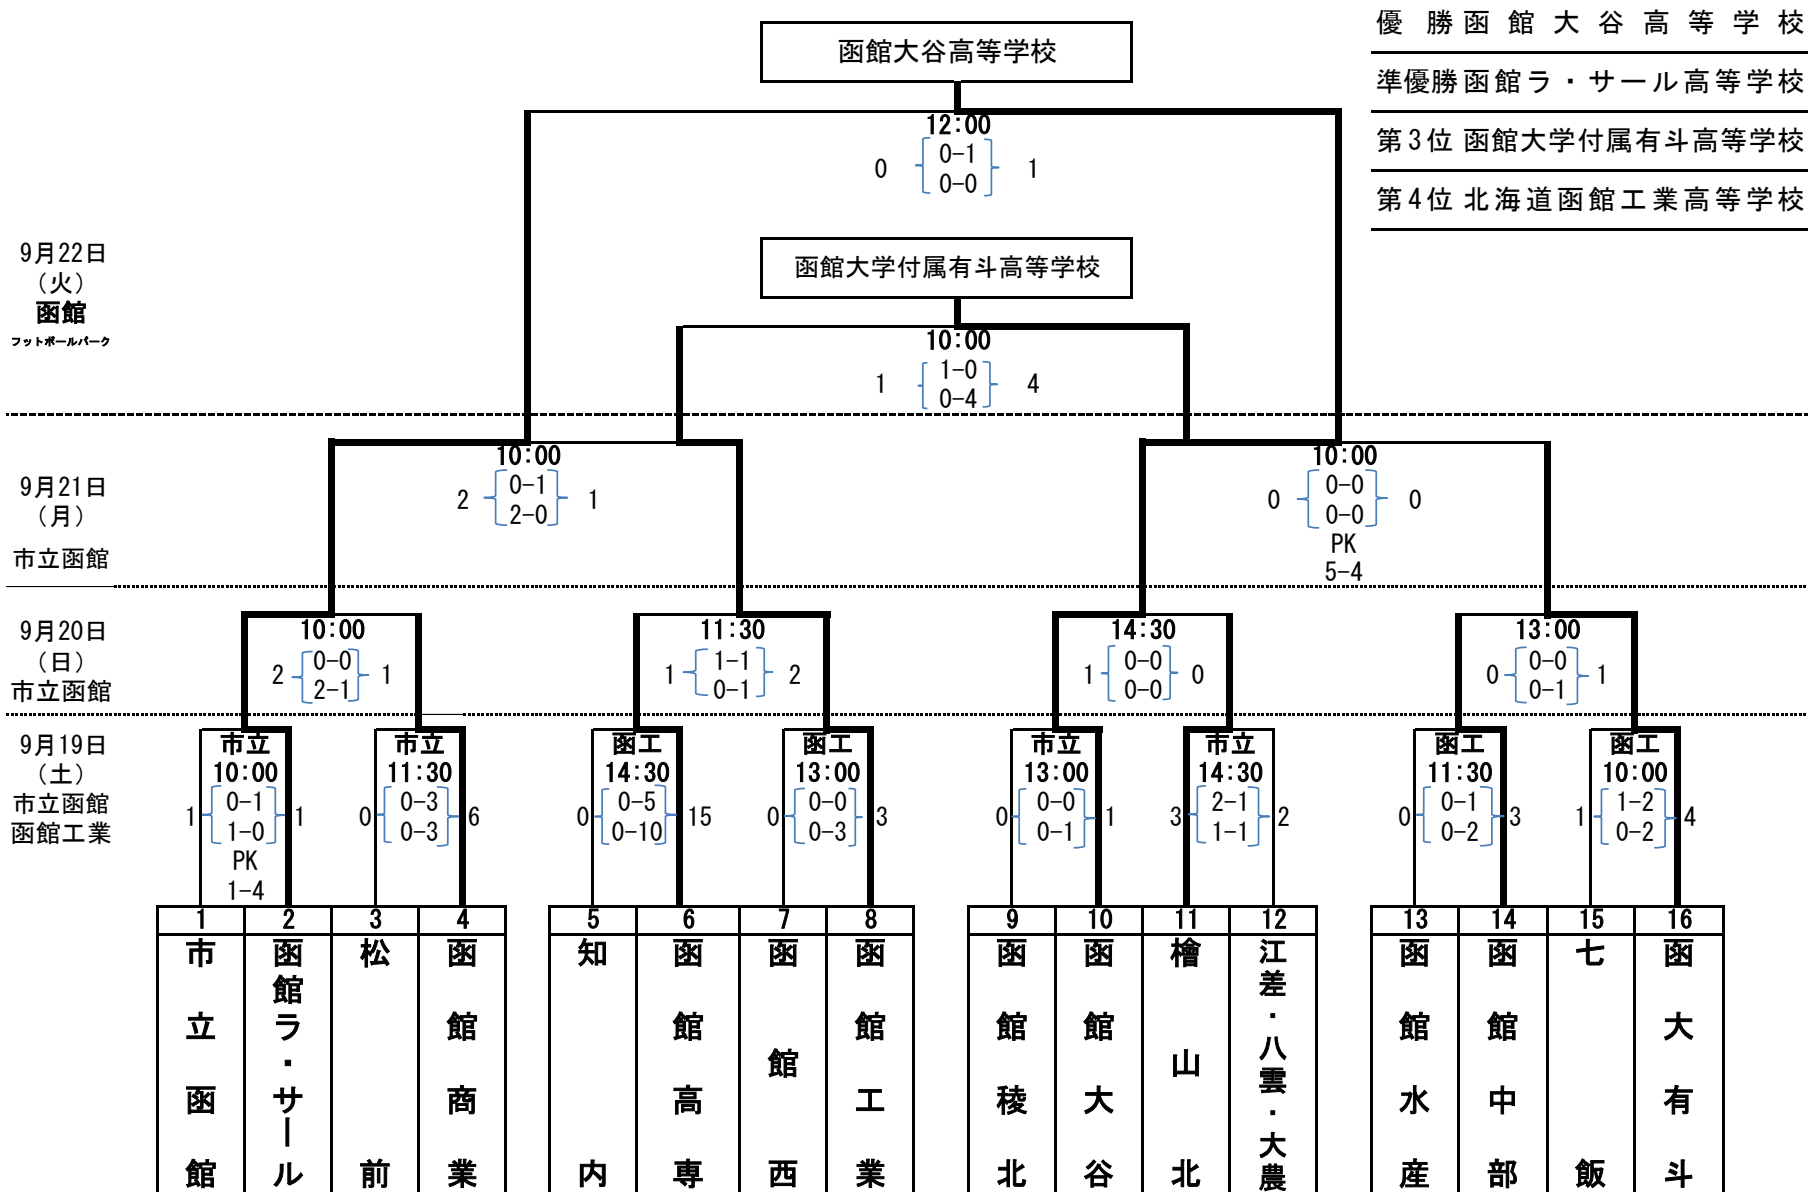 優勝 函館大谷高等学校
準優勝 函館ラ・サール高等学校
第3位 函館大学付属有斗高等学校
第4位 北海道函館工業高等学校
函館大谷高等学校
12:00
0 0-1 1
0-0
9月22日
（火）
函館
フットボールパーク
函館大学付属有斗高等学校
10:00
1 1-0 4
0-4
9月21日
（月）
市立函館
10:00
2 0-1 1
2-0
10:00
0 0-0 0
0-0
PK
5-4
9月20日
（日）
市立函館
10:00
2 0-0 1
2-1
11:30
1 1-1 2
0-1
14:30
1 0-0 0
0-0
13:00
0 0-0 1
0-1
9月19日
（土）
市立函館
函館工業
市立
10:00
1 0-1 1
1-0
PK
1-4
市立
11:30
0 0-3 6
0-3
函工
14:30
0 0-5 15
0-10
函工
13:00
0 0-0 3
0-3
市立
13:00
0 0-0 1
0-1
市立
14:30
3 2-1 2
1-1
函工
11:30
0 0-1 3
0-2
函工
10:00
1 1-2 4
0-2
1 市立函館
2 函館ラ・サール
3 松前
4 函館商業
5 知内
6 函館高専
7 函館西
8 函館工業
9 函館稜北
10 函館大谷
11 檜山北
12 江差・八雲・大農
13 函館水産
14 函館中部
15 七飯
16 函大有斗